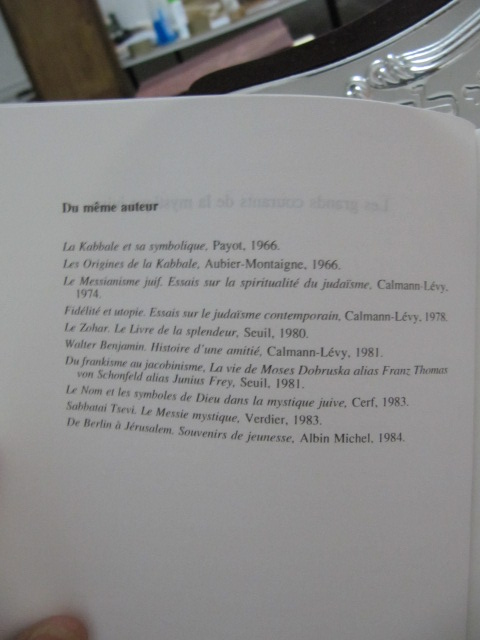 Du même auteur
La Kabbale et sa symbolique, Payot, 1966.
Les Origines de la Kabbale, Aubier-Montaigne, 1966.
Le Messianisme juif. Essais sur la spiritualité du judaïsme, Calmann-Lévy,
1974.
Fidélité et utopie. Essais sur le judaïsme contemporain, Calmann-Lévy, 1978.
Le Zohar. Le Livre de la splendeur, Seuil, 1980.
Walter Benjamin. Histoire d'une amitié, Calmann-Lévy, 1981.
Du frankisme au jacobinisme, La vie de Moses Dobruska alias Franz Thomas
von Schonfeld alias Junius Frey, Seuil, 1981.
Le Nom et les symboles de Dieu dans la mystique juive, Cerf, 1983.
Sabbatai Tsevi. Le Messie mystique, Verdier, 1983.
De Berlin à Jérusalem. Souvenirs de jeunesse, Albin Michel, 1984.